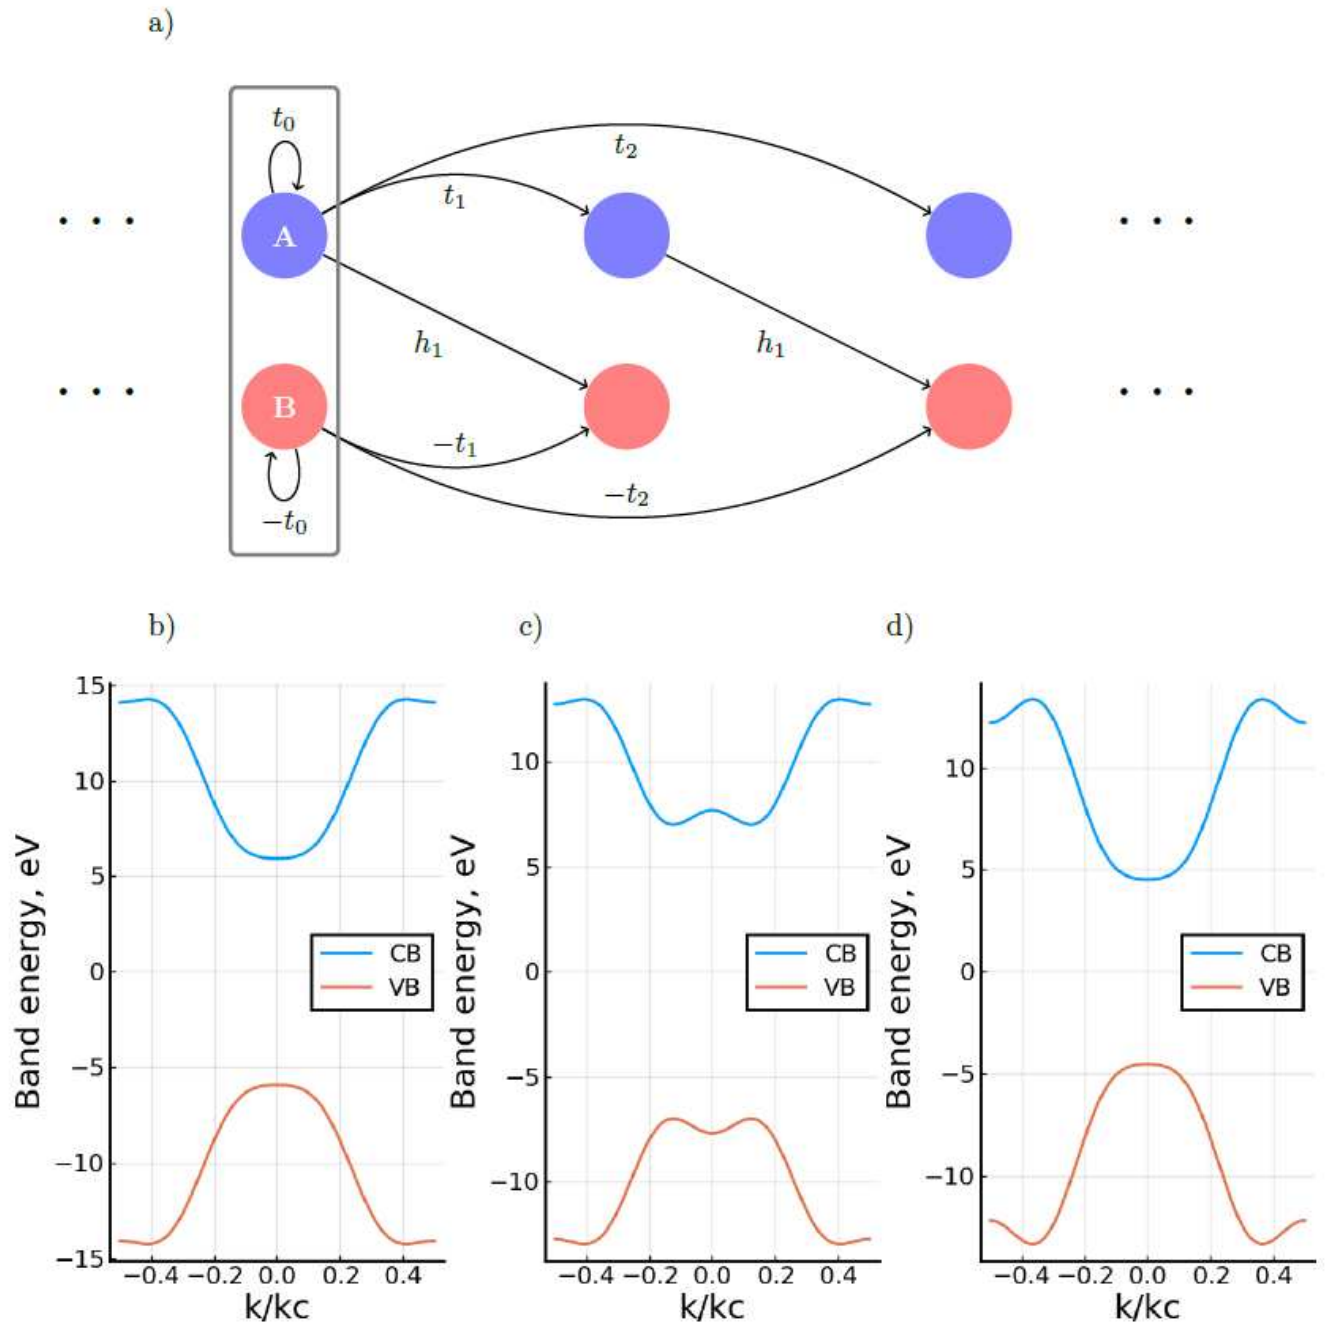 a)
t₀
t₂
t₁
. . .
A
. . .
h₁
h₁
. . .
B
. . .
−t₁
−t₂
−t₀
b)
c)
d)
15
10
5
0
−5
−10
−15
Band energy, eV
CB
VB
−0.4 −0.2 0.0 0.2 0.4
k/kc
10
5
0
−5
−10
Band energy, eV
CB
VB
−0.4 −0.2 0.0 0.2 0.4
k/kc
10
5
0
−5
−10
Band energy, eV
CB
VB
−0.4 −0.2 0.0 0.2 0.4
k/kc